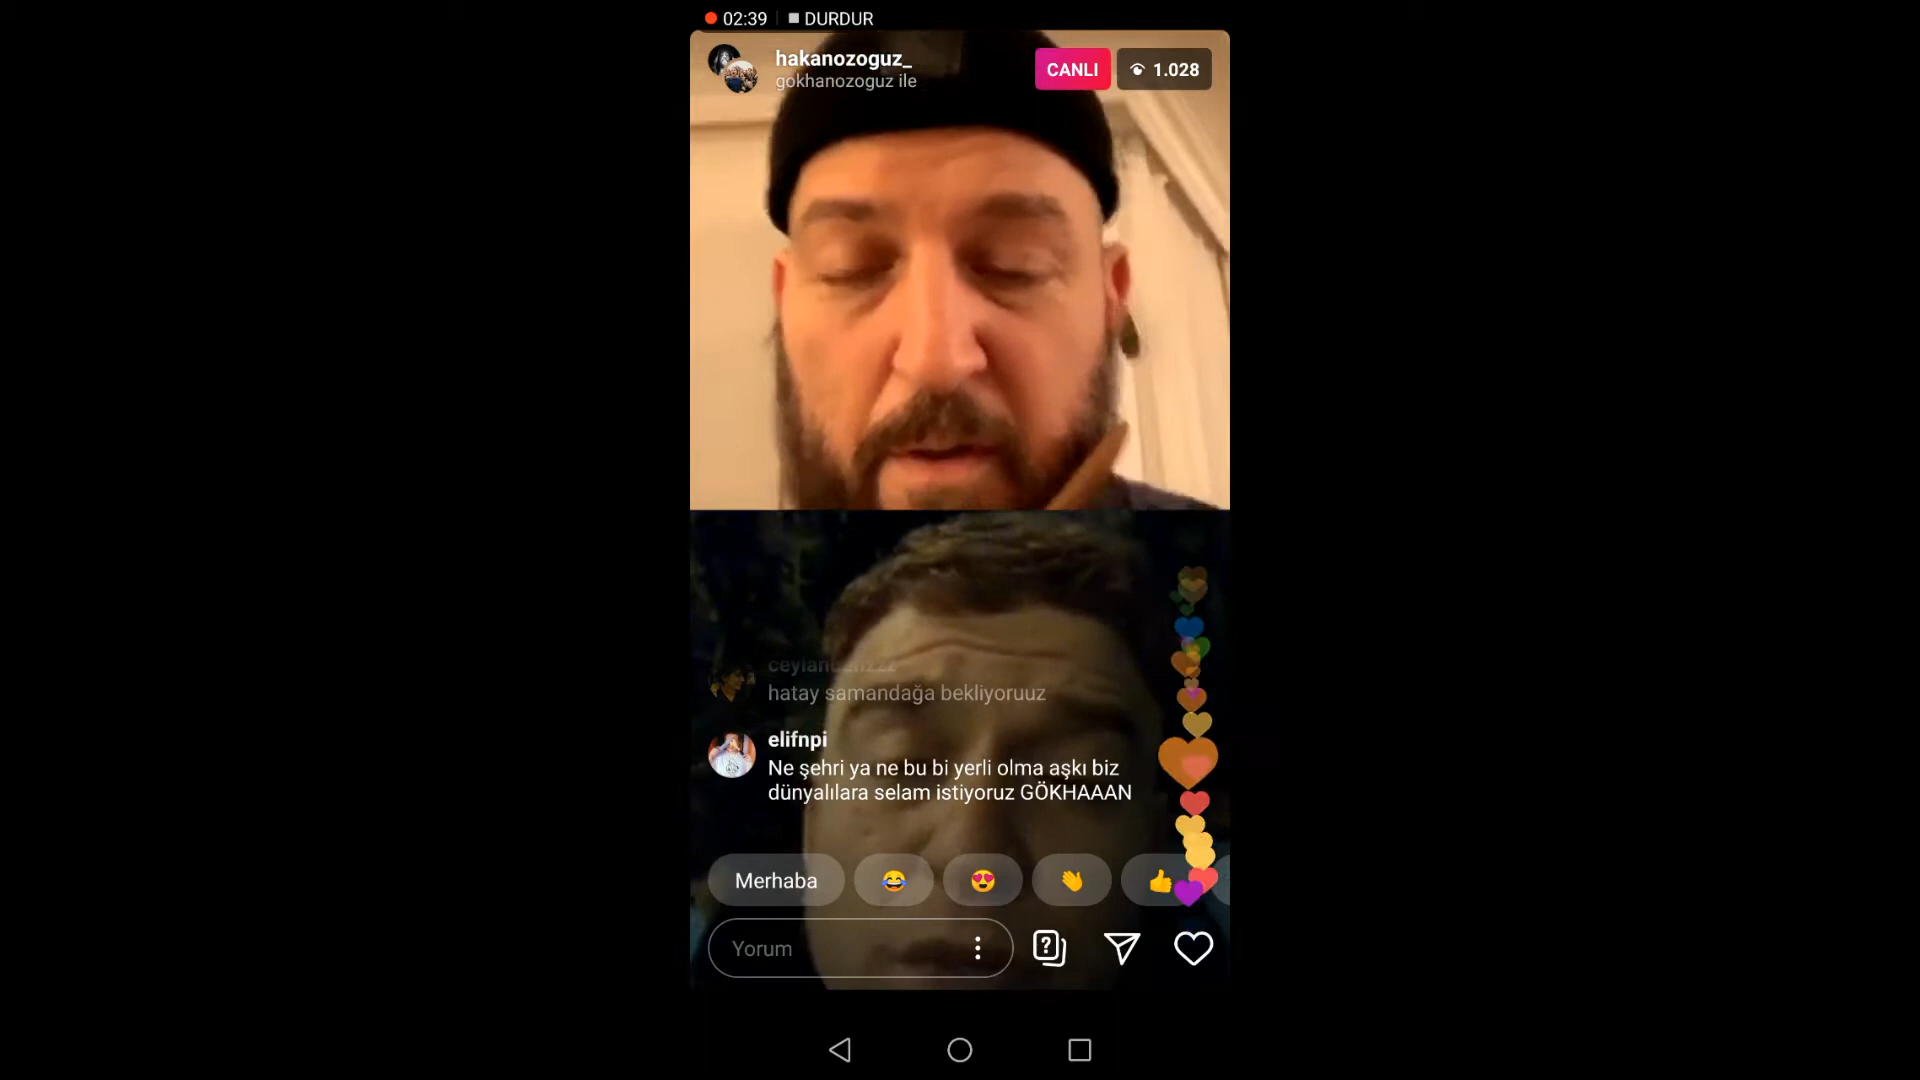 02:39 DURDUR
hakanozoguz_
gokhanozoguz ile
CANLI
1.028
hatay samandağa bekliyoruuz
elifnpi
Ne şehri ya ne bu bi yerli olma aşkı biz
dünyalılara selam istiyoruz GÖKHAAAN
Merhaba
Yorum